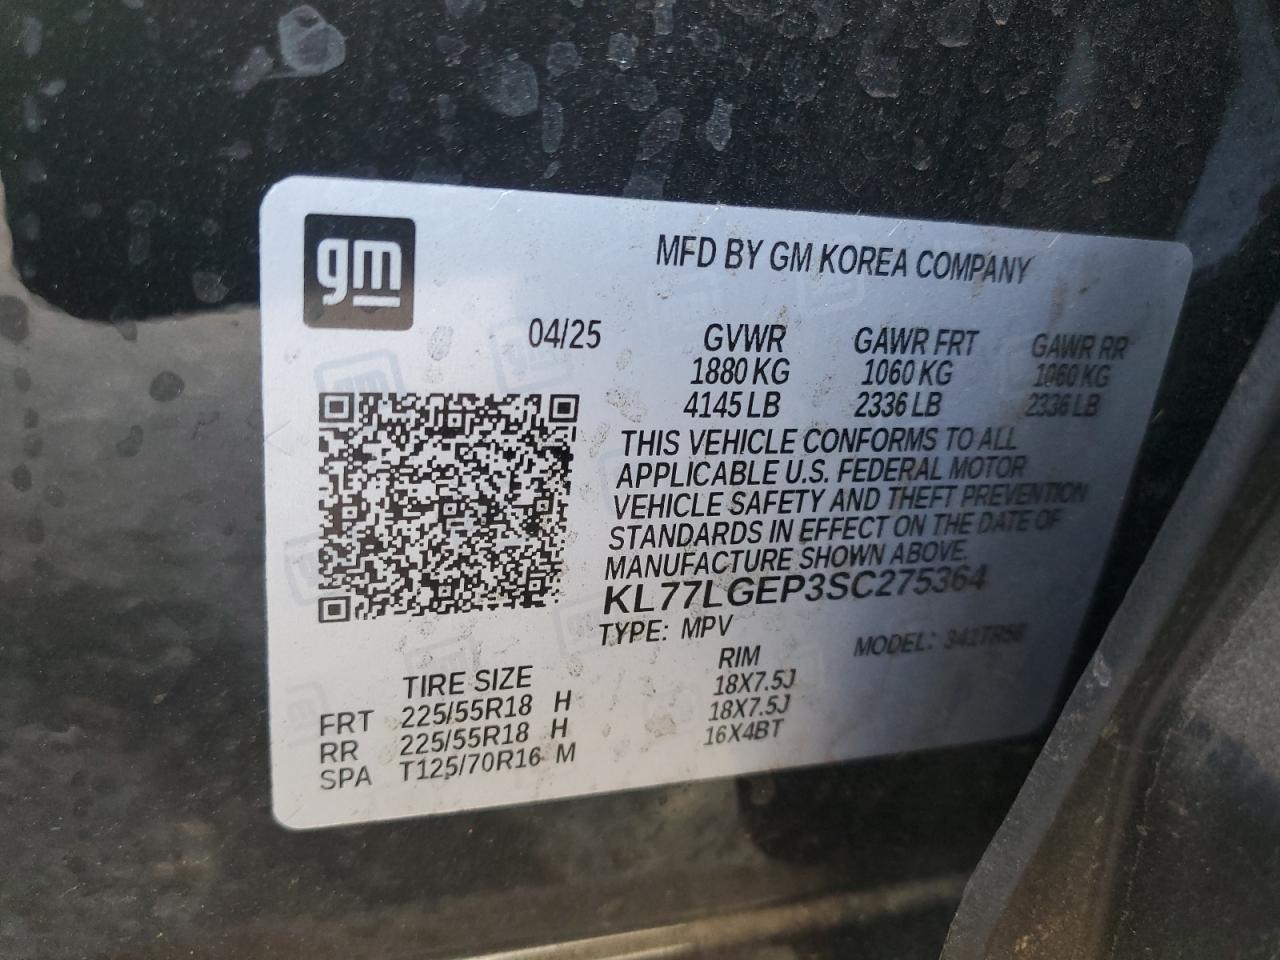 gm
MFD BY GM KOREA COMPANY
04/25 GVWR GAWR FRT GAWR RR
1880 KG 1060 KG 1060 KG
4145 LB 2336 LB 2336 LB
THIS VEHICLE CONFORMS TO ALL
APPLICABLE U.S. FEDERAL MOTOR
VEHICLE SAFETY AND THEFT PREVENTION
STANDARDS IN EFFECT ON THE DATE OF
MANUFACTURE SHOWN ABOVE.
KL77LGEP3SC275364
TYPE: MPV MODEL:
TIRE SIZE RIM
FRT 225/55R18 H 18X7.5J
RR 225/55R18 H 18X7.5J
SPA T125/70R16 M 16X4BT